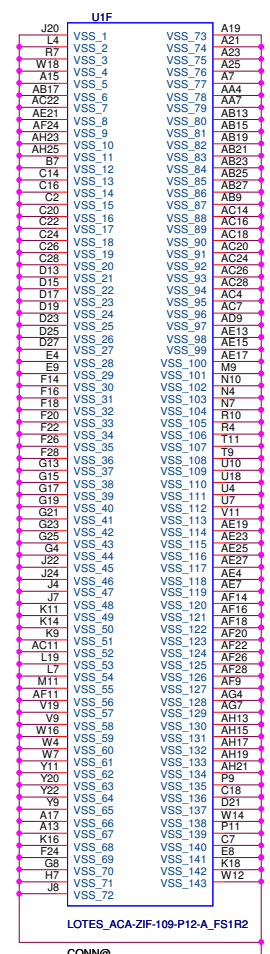 U1F
J20 VSS_1 VSS_73 A19
L4 VSS_2 VSS_74 A21
R7 VSS_3 VSS_75 A23
W18 VSS_4 VSS_76 A25
A15 VSS_5 VSS_77 A7
AB17 VSS_6 VSS_78 AA4
AC22 VSS_7 VSS_79 AA7
AE21 VSS_8 VSS_80 AB13
AF24 VSS_9 VSS_81 AB15
AH23 VSS_10 VSS_82 AB19
AH25 VSS_11 VSS_83 AB21
B7 VSS_12 VSS_84 AB23
C14 VSS_13 VSS_85 AB25
C16 VSS_14 VSS_86 AB27
C2 VSS_15 VSS_87 AB9
C20 VSS_16 VSS_88 AC14
C22 VSS_17 VSS_89 AC16
C24 VSS_18 VSS_90 AC18
C26 VSS_19 VSS_91 AC20
C28 VSS_20 VSS_92 AC24
D13 VSS_21 VSS_93 AC26
D15 VSS_22 VSS_94 AC28
D17 VSS_23 VSS_95 AC4
D19 VSS_24 VSS_96 AC7
D23 VSS_25 VSS_97 AD9
D25 VSS_26 VSS_98 AE13
D27 VSS_27 VSS_99 AE15
E4 VSS_28 VSS_100 AE17
E9 VSS_29 VSS_101 M9
F14 VSS_30 VSS_102 N10
F16 VSS_31 VSS_103 N4
F18 VSS_32 VSS_104 N7
F20 VSS_33 VSS_105 R10
F22 VSS_34 VSS_106 R4
F26 VSS_35 VSS_107 T11
F28 VSS_36 VSS_108 T9
G13 VSS_37 VSS_109 U10
G15 VSS_38 VSS_110 U18
G17 VSS_39 VSS_111 U4
G19 VSS_40 VSS_112 U7
G21 VSS_41 VSS_113 V11
G23 VSS_42 VSS_114 AE19
G25 VSS_43 VSS_115 AE23
G4 VSS_44 VSS_116 AE25
J22 VSS_45 VSS_117 AE27
J24 VSS_46 VSS_118 AE4
J4 VSS_47 VSS_119 AE7
J7 VSS_48 VSS_120 AF14
K11 VSS_49 VSS_121 AF16
K14 VSS_50 VSS_122 AF18
K9 VSS_51 VSS_123 AF20
AC11 VSS_52 VSS_124 AF22
L19 VSS_53 VSS_125 AF26
L7 VSS_54 VSS_126 AF28
M11 VSS_55 VSS_127 AF9
AF11 VSS_56 VSS_128 AG4
V19 VSS_57 VSS_129 AG7
V9 VSS_58 VSS_130 AH13
W16 VSS_59 VSS_131 AH15
W4 VSS_60 VSS_132 AH17
W7 VSS_61 VSS_133 AH19
Y11 VSS_62 VSS_134 AH21
Y20 VSS_63 VSS_135 P9
Y22 VSS_64 VSS_136 C18
Y9 VSS_65 VSS_137 D21
A17 VSS_66 VSS_138 W14
A13 VSS_67 VSS_139 P11
K16 VSS_68 VSS_140 C7
F24 VSS_69 VSS_141 E8
G8 VSS_70 VSS_142 K18
H7 VSS_71 VSS_143 W12
J8 VSS_72
LOTES_ACA-ZIF-109-P12-A_FS1R2
CONN@